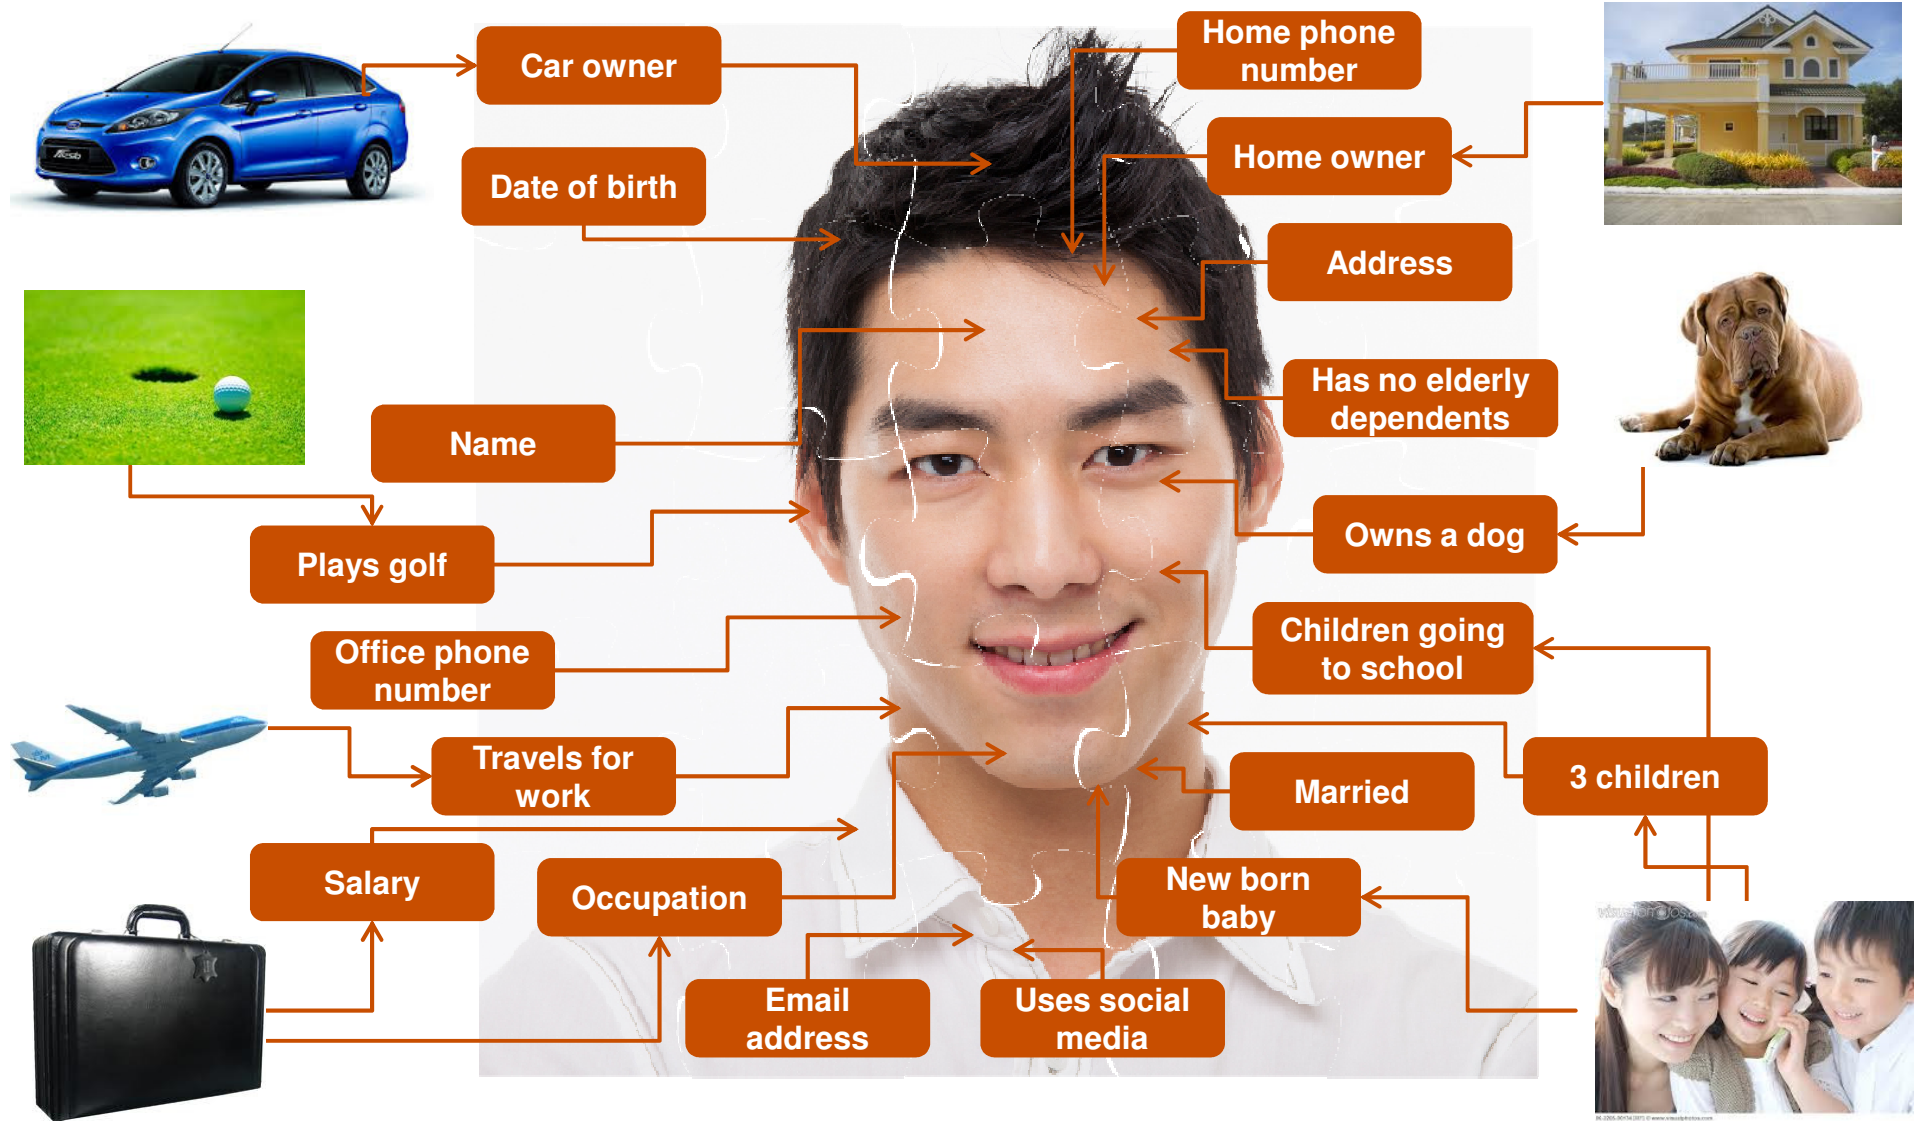 Car owner
Home phone
number
Home owner
Date of birth
Address
Has no elderly
dependents
Name
Owns a dog
Plays golf
Children going
to school
Office phone
number
Travels for
work
3 children
Married
Salary
Occupation
New born
baby
Email
address
Uses social
media